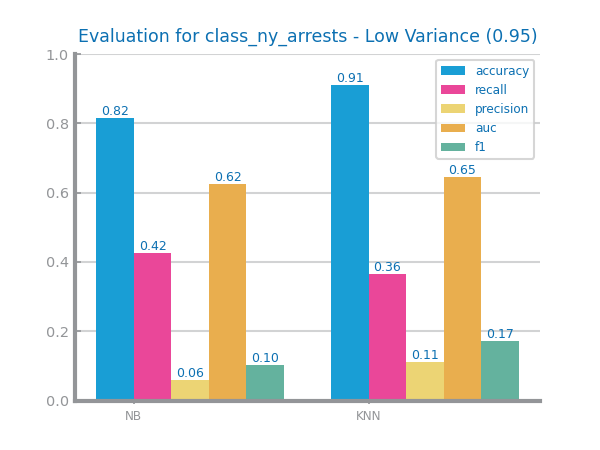 Evaluation for class_ny_arrests - Low Variance (0.95)
1.0
0.8
0.6
0.4
0.2
0.0
0.82
0.42
0.06
0.62
0.10
0.91
0.36
0.11
0.65
0.17
accuracy
recall
precision
auc
f1
NB
KNN